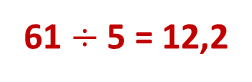 61 ÷ 5 = 12,2